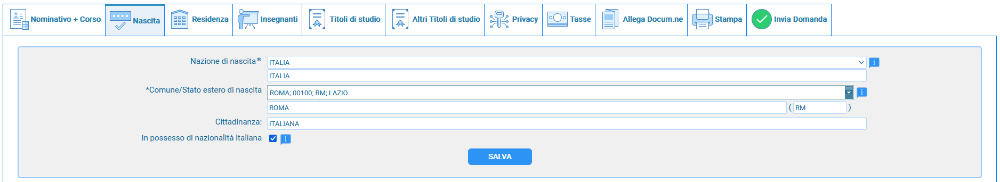 Nominativo + Corso
Nascita
Residenza
Insegnanti
Titoli di studio
Altri Titoli di studio
Privacy
Tasse
Allega Docum.ne
Stampa
Invia Domanda
Nazione di nascita*
ITALIA
i
ITALIA
*Comune/Stato estero di nascita
ROMA; 00100; RM; LAZIO
i
ROMA ( RM )
Cittadinanza:
ITALIANA
In possesso di nazionalità Italiana
i
SALVA